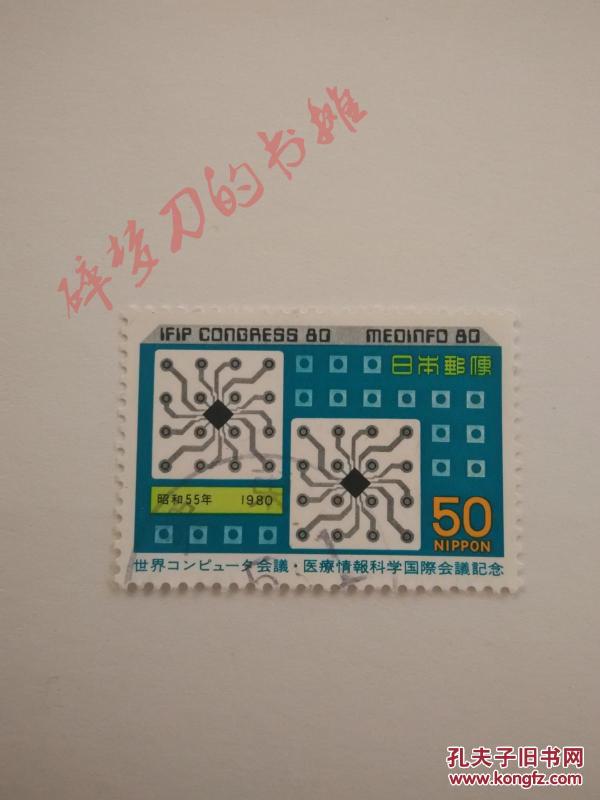 碎梦刀的书摊
IFIP CONGRESS 80 MEDINFO 80
日本郵便
昭和55年 1980
50
NIPPON
世界コンピュータ会議・医療情報科学国際会議記念
孔夫子旧书网
www.kongfz.com